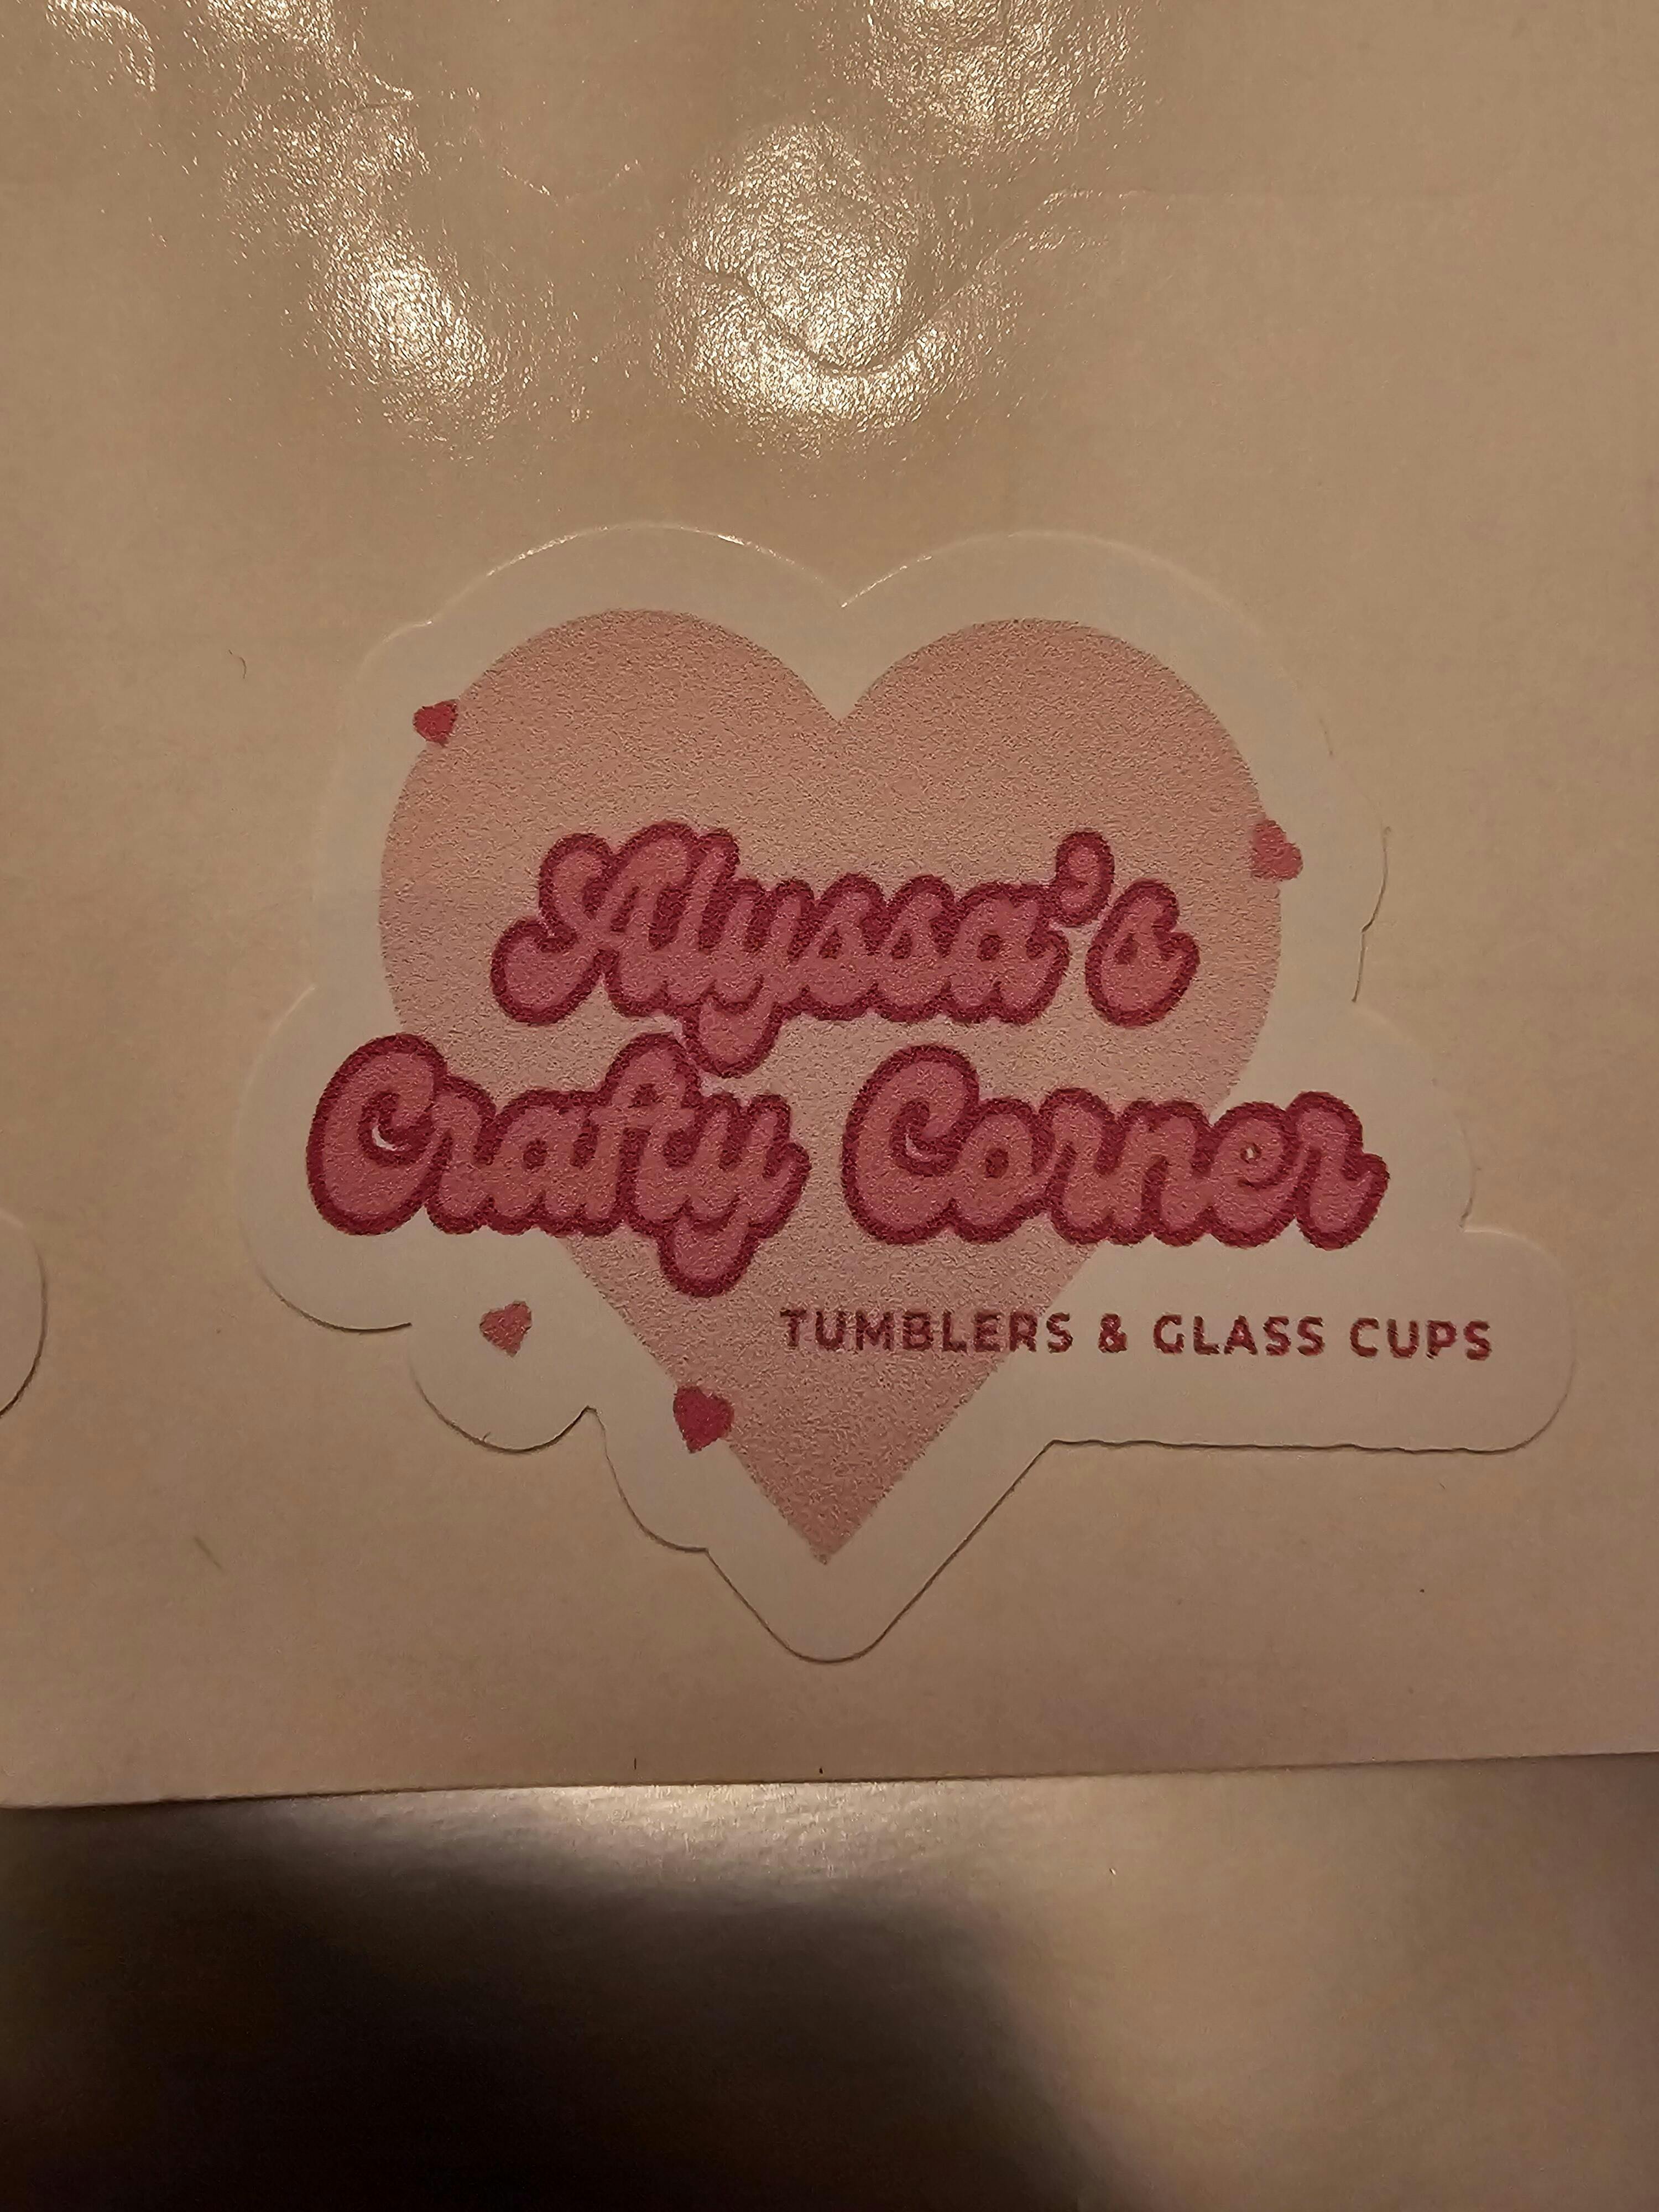 Alyssa's
Crafty Corner
TUMBLERS & GLASS CUPS